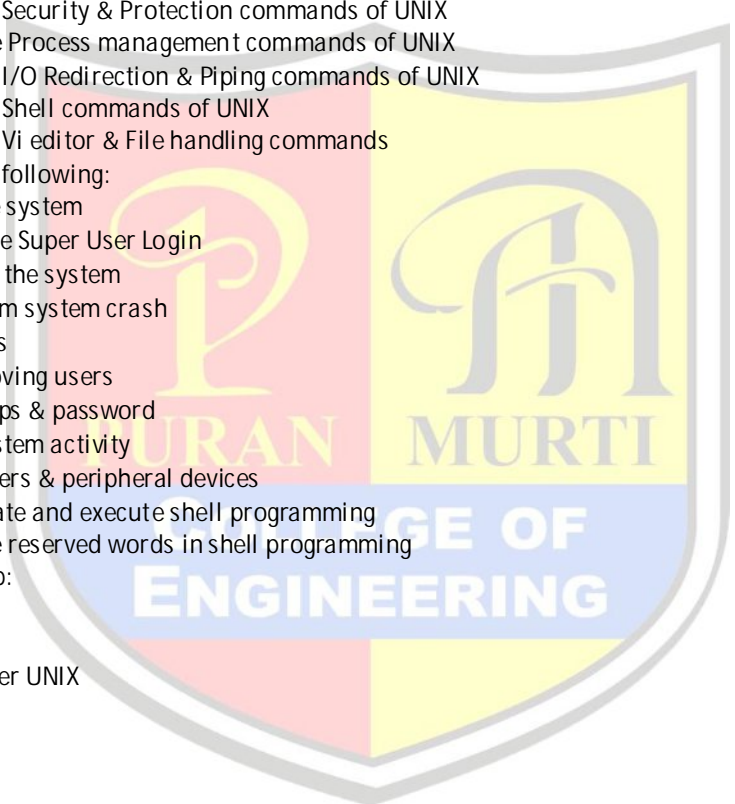 Security & Protection commands of UNIX
e Process management commands of UNIX
I/O Redirection & Piping commands of UNIX
Shell commands of UNIX
Vi editor & File handling commands
following:
e system
e Super User Login
the system
m system crash
s
oving users
ps & password
stem activity
ers & peripheral devices
ate and execute shell programming
e reserved words in shell programming
o:
er UNIX
PURAN MURTI
COLLEGE OF
ENGINEERING